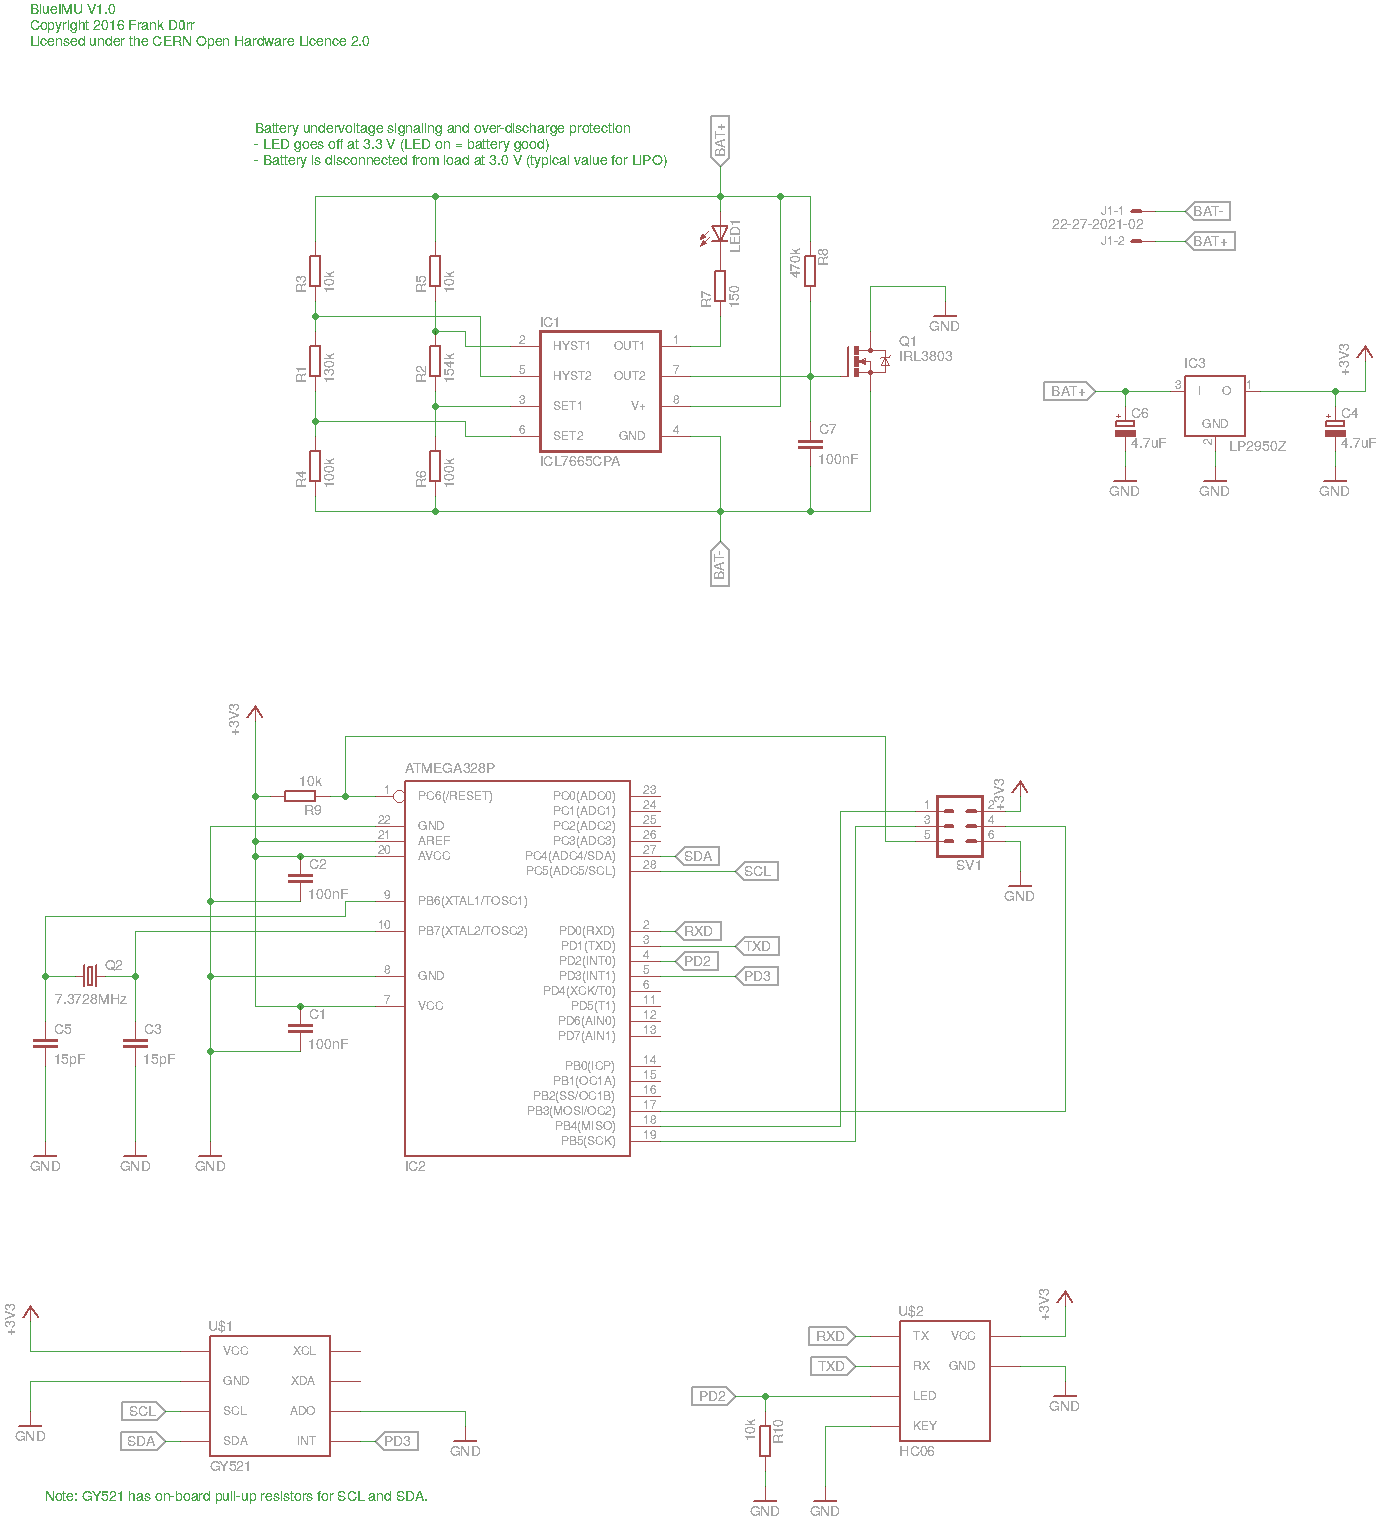 BlueIMU V1.0
Copyright 2016 Frank Dürr
Licensed under the CERN Open Hardware Licence 2.0
Battery undervoltage signaling and over-discharge protection
- LED goes off at 3.3 V (LED on = battery good)
- Battery is disconnected from load at 3.0 V (typical value for LIPO)
BAT+
LED1
R7
150
470k
R8
R3
10k
R5
10k
R1
130k
R2
154k
R4
100k
R6
100k
IC1
2 HYST1 OUT1 1
5 HYST2 OUT2 7
3 SET1 V+ 8
6 SET2 GND 4
ICL7665CPA
C7
100nF
Q1
IRL3803
GND
BAT-
J1-1 BAT-
22-27-2021-02
J1-2 BAT+
IC3
+3V3
BAT+ 3 I O 1
GND
2
LP2950Z
C6
4.7uF
C4
4.7uF
GND GND GND
+3V3
ATMEGA328P
10k
R9
1 PC6(/RESET) PC0(ADC0) 23
PC1(ADC1) 24
22 GND PC2(ADC2) 25
21 AREF PC3(ADC3) 26
20 AVCC PC4(ADC4/SDA) 27 SDA
PC5(ADC5/SCL) 28 SCL
C2
100nF
9 PB6(XTAL1/TOSC1)
10 PB7(XTAL2/TOSC2) PD0(RXD) 2 RXD
PD1(TXD) 3 TXD
PD2(INT0) 4 PD2
8 GND PD3(INT1) 5 PD3
PD4(XCK/T0) 6
7 VCC PD5(T1) 11
PD6(AIN0) 12
PD7(AIN1) 13
PB0(ICP) 14
PB1(OC1A) 15
PB2(SS/OC1B) 16
PB3(MOSI/OC2) 17
PB4(MISO) 18
PB5(SCK) 19
IC2
Q2
7.3728MHz
C1
100nF
C5
15pF
C3
15pF
GND GND GND
+3V3
1 2
3 4
5 6
SV1
GND
+3V3
U$1
VCC XCL
GND XDA
SCL SCL ADO
SDA SDA INT PD3
GY521
GND
GND
Note: GY521 has on-board pull-up resistors for SCL and SDA.
+3V3
U$2
RXD TX VCC
TXD RX GND
PD2 LED
KEY
HC06
10k
R10
GND
GND GND